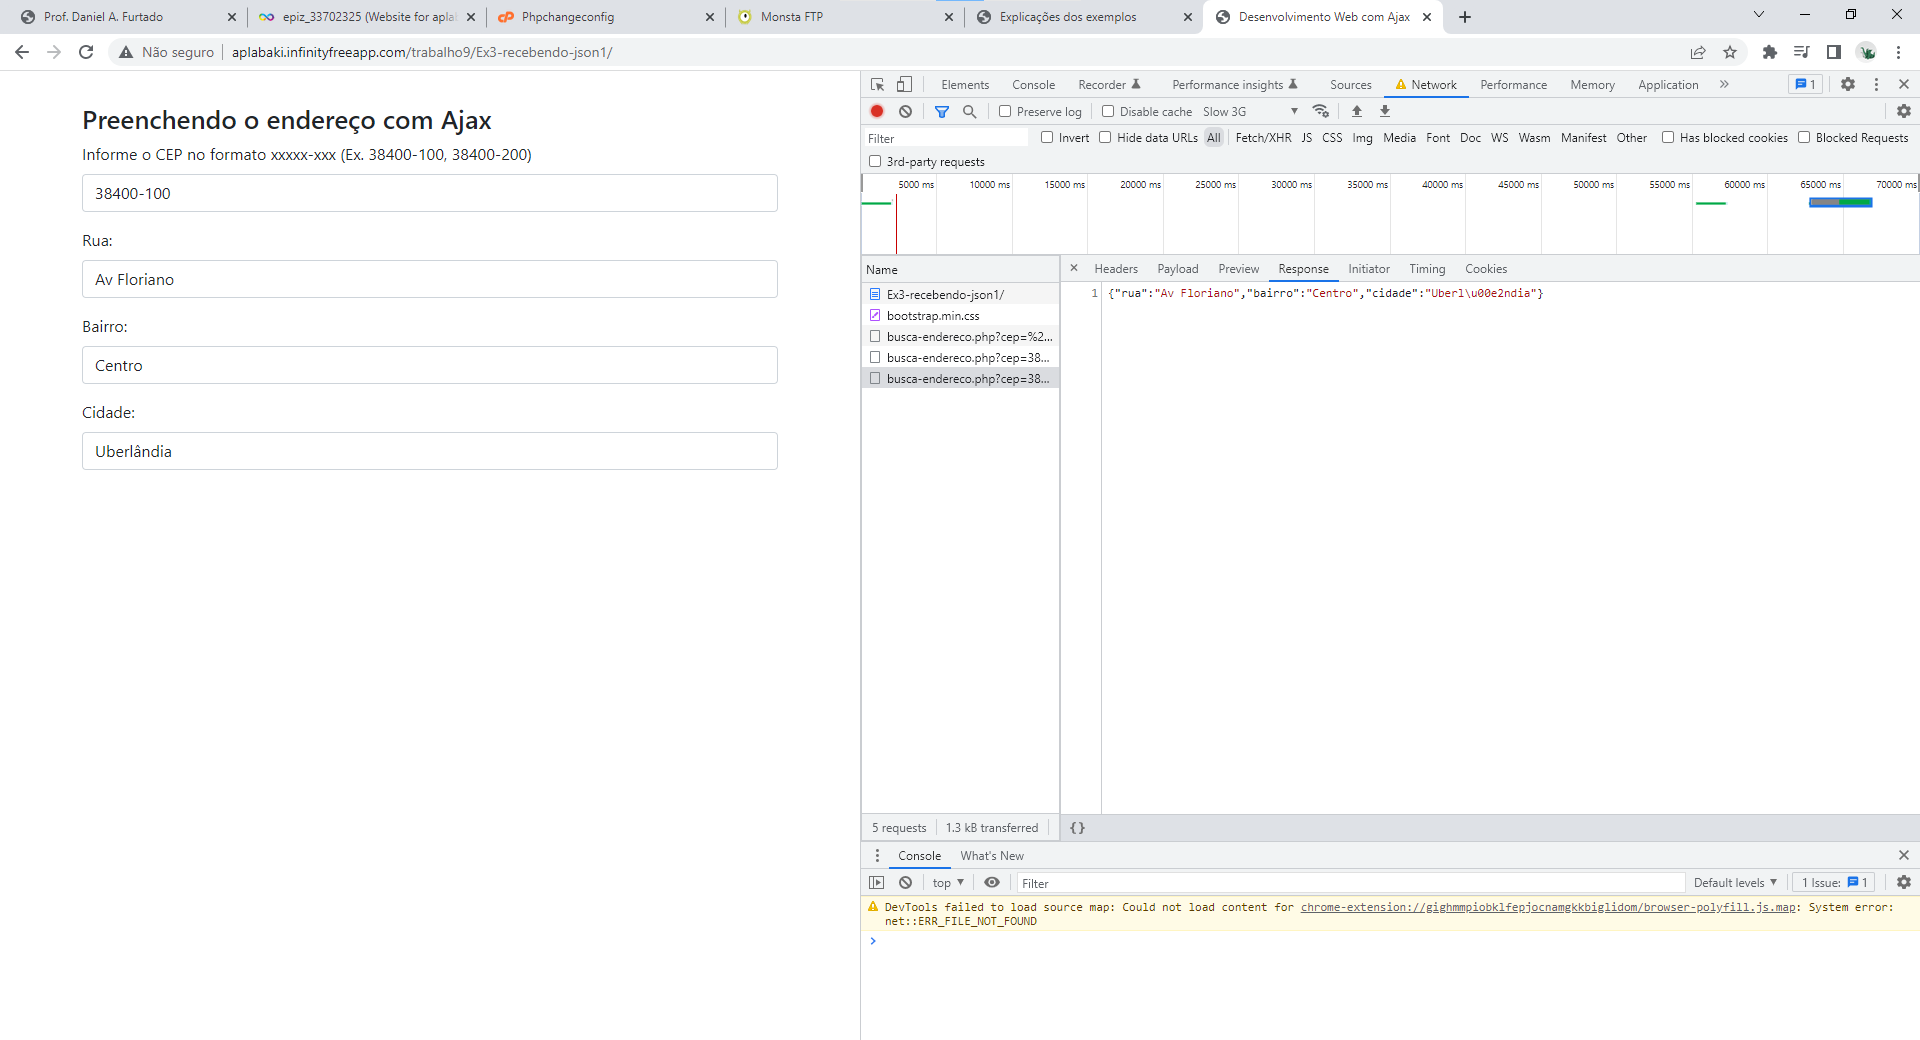 Prof. Daniel A. Furtado
epiz_33702325 (Website for apla
Phpchangeconfig
Monsta FTP
Explicações dos exemplos
Desenvolvimento Web com Ajax
Não seguro
aplabaki.infinityfreeapp.com/trabalho9/Ex3-recebendo-json1/
Preenchendo o endereço com Ajax
Informe o CEP no formato xxxxx-xxx (Ex. 38400-100, 38400-200)
38400-100
Rua:
Av Floriano
Bairro:
Centro
Cidade:
Uberlândia
Elements Console Recorder Performance insights Sources Network Performance Memory Application 1
Preserve log Disable cache Slow 3G
Filter Invert Hide data URLs All Fetch/XHR JS CSS Img Media Font Doc WS Wasm Manifest Other Has blocked cookies Blocked Requests
3rd-party requests
5000 ms 10000 ms 15000 ms 20000 ms 25000 ms 30000 ms 35000 ms 40000 ms 45000 ms 50000 ms 55000 ms 60000 ms 65000 ms 70000 ms
Name
Ex3-recebendo-json1/
bootstrap.min.css
busca-endereco.php?cep=%2...
busca-endereco.php?cep=38...
busca-endereco.php?cep=38...
Headers Payload Preview Response Initiator Timing Cookies
1 {"rua":"Av Floriano","bairro":"Centro","cidade":"Uberl\u00e2ndia"}
5 requests 1.3 kB transferred {}
Console What's New
top Filter Default levels 1 Issue: 1
DevTools failed to load source map: Could not load content for chrome-extension://gighmmpiobklfepjocnamgkkbiglidom/browser-polyfill.js.map: System error:
net::ERR_FILE_NOT_FOUND